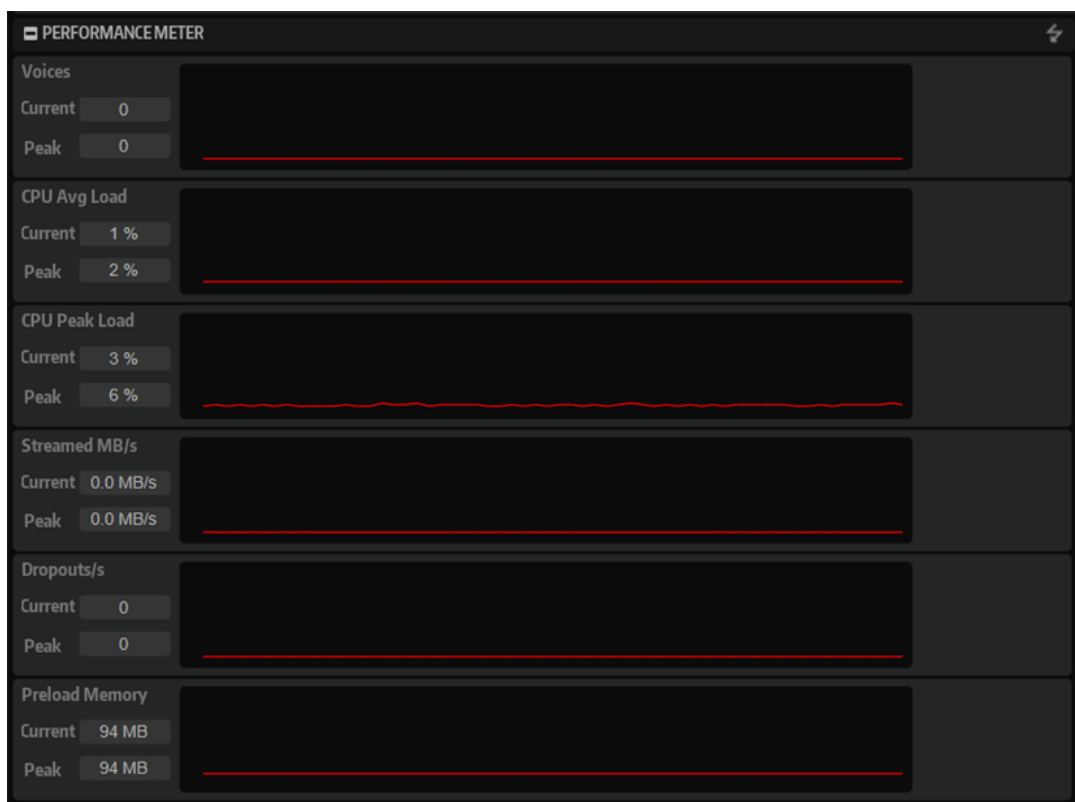 PERFORMANCE METER
Voices
Current 0
Peak 0
CPU Avg Load
Current 1 %
Peak 2 %
CPU Peak Load
Current 3 %
Peak 6 %
Streamed MB/s
Current 0.0 MB/s
Peak 0.0 MB/s
Dropouts/s
Current 0
Peak 0
Preload Memory
Current 94 MB
Peak 94 MB